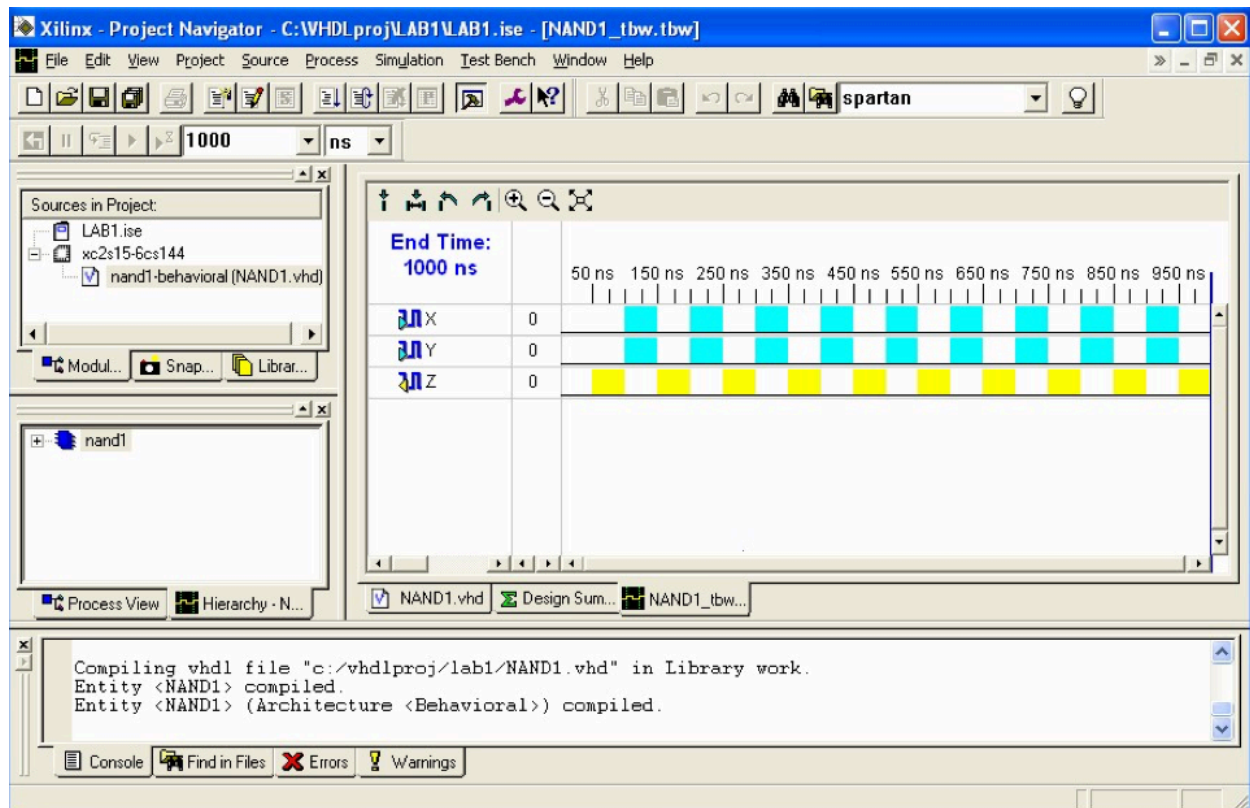 Xilinx - Project Navigator - C:\VHDLproj\LAB1\LAB1.ise - [NAND1_tbw.tbw]
File Edit View Project Source Process Simulation Test Bench Window Help
spartan
1000 ns
Sources in Project:
LAB1.ise
xc2s15-6cs144
nand1-behavioral (NAND1.vhd)
Modul... Snap... Librar...
nand1
Process View Hierarchy - N...
End Time:
1000 ns
50 ns 150 ns 250 ns 350 ns 450 ns 550 ns 650 ns 750 ns 850 ns 950 ns
X 0
Y 0
Z 0
NAND1.vhd Design Sum... NAND1_tbw...
Compiling vhdl file "c:/vhdlproj/lab1/NAND1.vhd" in Library work.
Entity <NAND1> compiled.
Entity <NAND1> (Architecture <Behavioral>) compiled.
Console Find in Files Errors Warnings